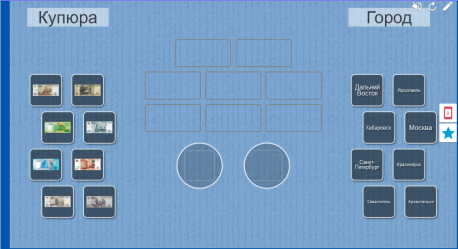 Купюра
Город
Дальний
Восток
Ярославль
Хабаровск
Москва
Санкт-
Петербург
Красноярск
Севастополь
Архангельск